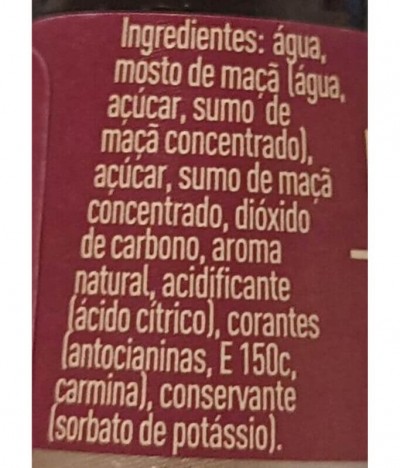 Ingredientes: água,
mosto de maçã (água,
açúcar, sumo de
maçã concentrado),
açúcar, sumo de maçã
concentrado, dióxido
de carbono, aroma
natural, acidificante
(ácido cítrico), corantes
(antocianinas, E 150c,
carmina), conservante
(sorbato de potássio).